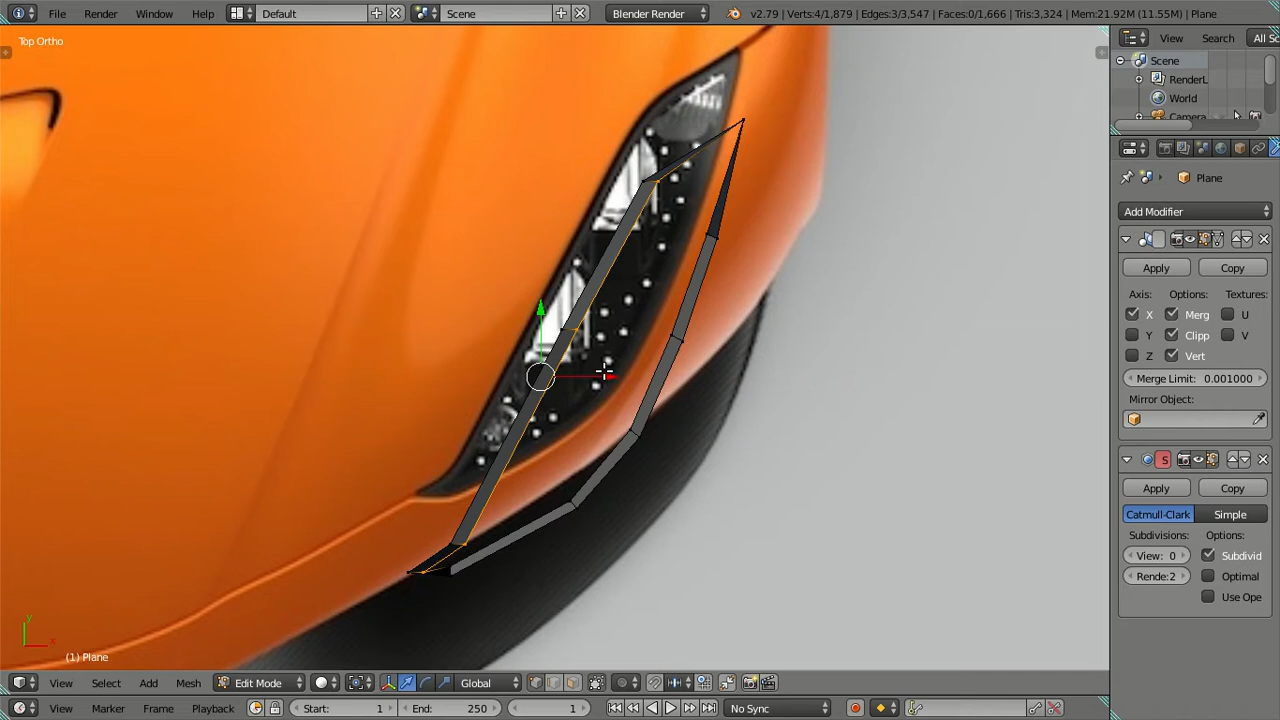 File Render Window Help Default Scene Blender Render v2.79 | Verts:4/1,879 | Edges:3/3,547 | Faces:0/1,666 | Tris:3,324 | Mem:21.92M (11.55M) | Plane
Top Ortho
View Search All Sc
Scene
RenderL
World
Camera
Plane
Add Modifier
Apply Copy
Axis: Options: Textures:
X Merg U
Y Clipp V
Z Vert
Merge Limit: 0.001000
Mirror Object:
S
Apply Copy
Catmull-Clark Simple
Subdivisions: Options:
View: 0 Subdivid
Rende:2 Optimal
Use Ope
y
x
(1) Plane
View Select Add Mesh Edit Mode Global
View Marker Frame Playback Start: 1 End: 250 1 No Sync